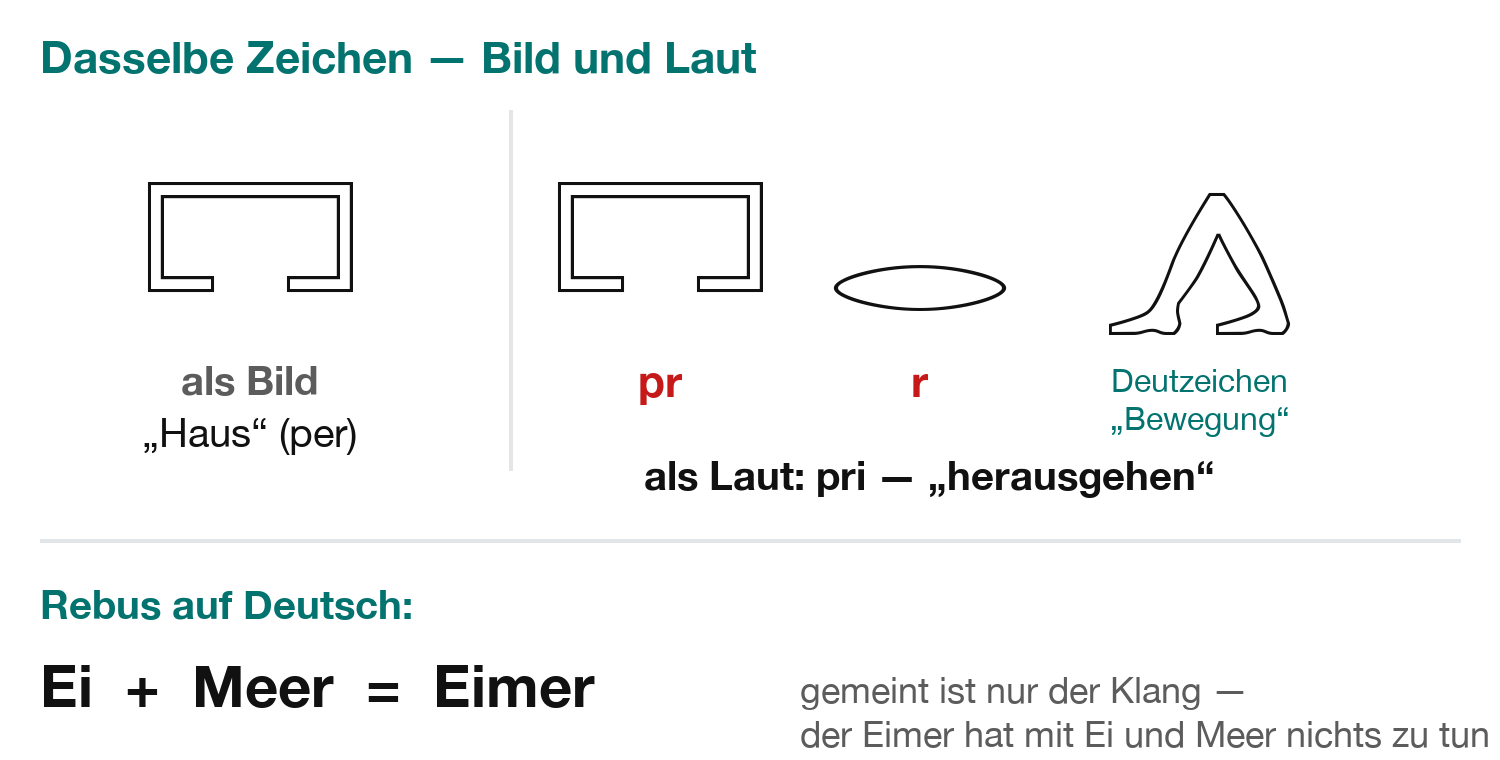 Dasselbe Zeichen — Bild und Laut
als Bild
„Haus“ (per)
pr
r
Deutzeichen
„Bewegung“
als Laut: pri — „herausgehen“
Rebus auf Deutsch:
Ei + Meer = Eimer
gemeint ist nur der Klang —
der Eimer hat mit Ei und Meer nichts zu tun